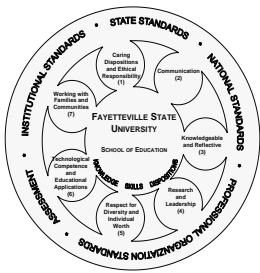 STATE STANDARDS
NATIONAL STANDARDS
PROFESSIONAL ORGANIZATION STANDARDS
ASSESSMENT
INSTITUTIONAL STANDARDS
Caring
Dispositions
and Ethical
Responsibility
(1)
Communication
(2)
Knowledgeable
and Reflective
(3)
Research
and
Leadership
(4)
Respect for
Diversity and
Individual
Worth
(5)
Technological
Competence
and
Educational
Applications
(6)
Working with
Families and
Communities
(7)
FAYETTEVILLE STATE
UNIVERSITY
SCHOOL OF EDUCATION
KNOWLEDGE SKILLS DISPOSITIONS